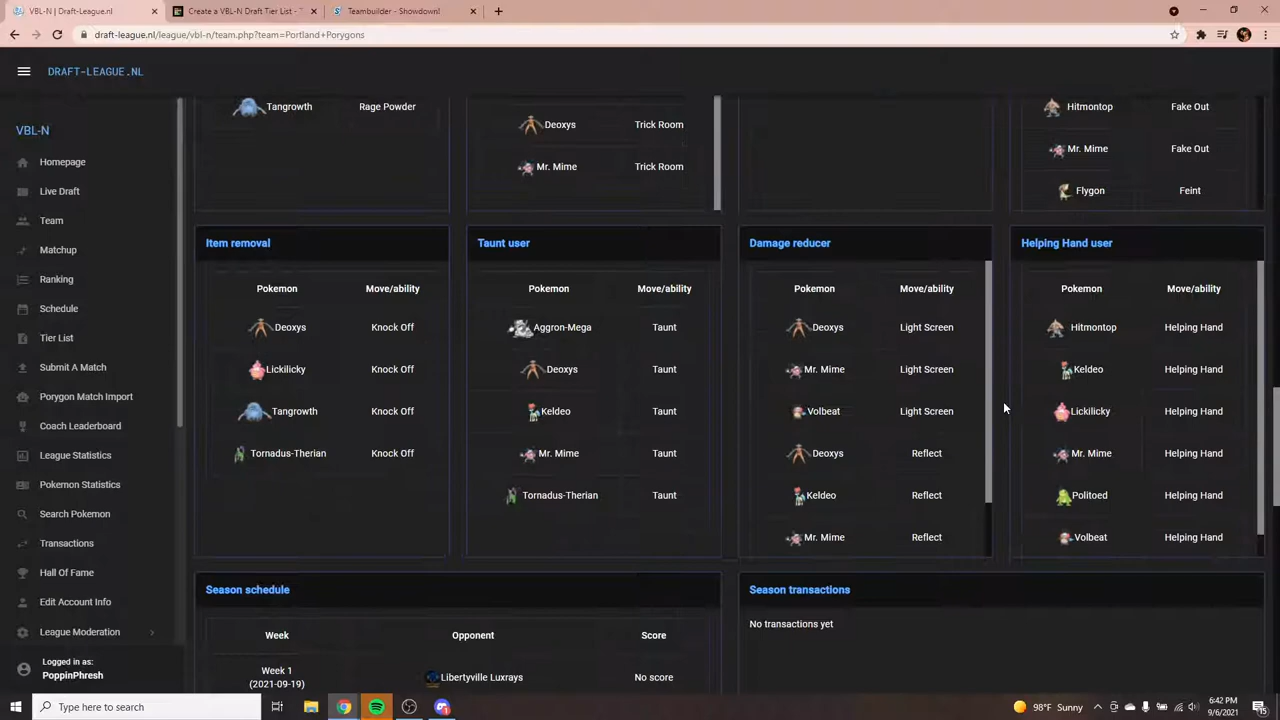 VBL-N | Draft-League.nl
Create a VBL-N Draft Tier List -
Teambuilder - Showdown!
draft-league.nl/league/vbl-n/team.php?team=Portland+Porygons
DRAFT-LEAGUE.NL
VBL-N
Homepage
Live Draft
Team
Matchup
Ranking
Schedule
Tier List
Submit A Match
Porygon Match Import
Coach Leaderboard
League Statistics
Pokemon Statistics
Search Pokemon
Transactions
Hall Of Fame
Edit Account Info
League Moderation
Logged in as:
PoppinPhresh
Tangrowth Rage Powder
Deoxys Trick Room
Mr. Mime Trick Room
Hitmontop Fake Out
Mr. Mime Fake Out
Flygon Feint
Item removal
Pokemon Move/ability
Deoxys Knock Off
Lickilicky Knock Off
Tangrowth Knock Off
Tornadus-Therian Knock Off
Taunt user
Pokemon Move/ability
Aggron-Mega Taunt
Deoxys Taunt
Keldeo Taunt
Mr. Mime Taunt
Tornadus-Therian Taunt
Damage reducer
Pokemon Move/ability
Deoxys Light Screen
Mr. Mime Light Screen
Volbeat Light Screen
Deoxys Reflect
Keldeo Reflect
Mr. Mime Reflect
Helping Hand user
Pokemon Move/ability
Hitmontop Helping Hand
Keldeo Helping Hand
Lickilicky Helping Hand
Mr. Mime Helping Hand
Politoed Helping Hand
Volbeat Helping Hand
Season schedule
Week Opponent Score
Week 1
(2021-09-19) Libertyville Luxrays No score
Season transactions
No transactions yet
Type here to search
98°F Sunny
6:42 PM
9/6/2021